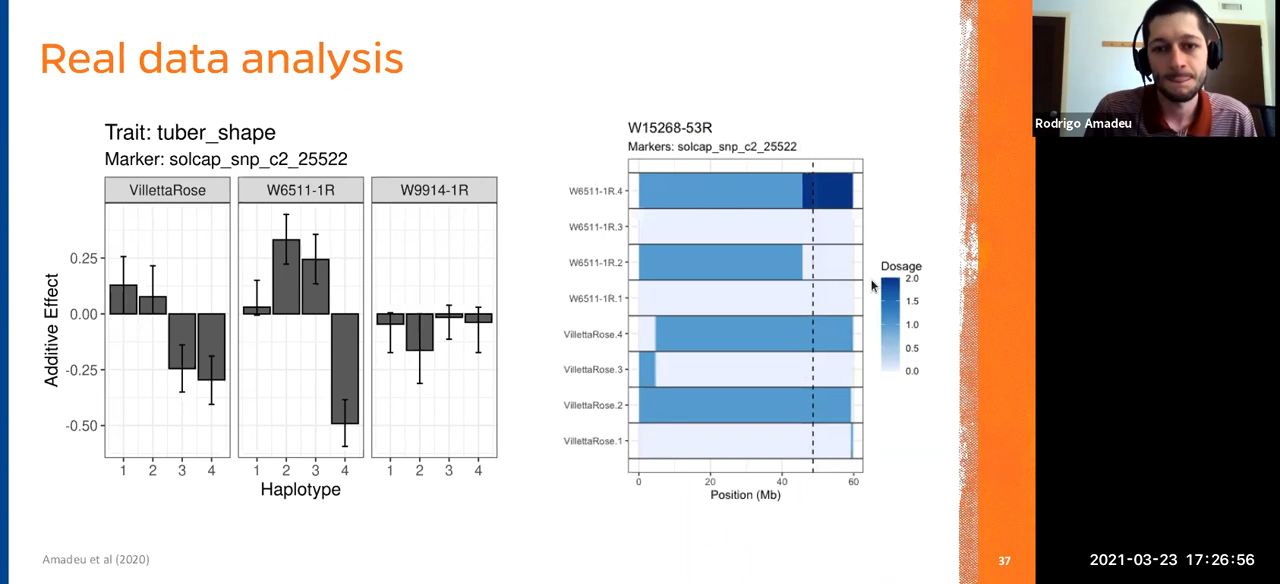 Real data analysis
Trait: tuber_shape
Marker: solcap_snp_c2_25522
VillettaRose
W6511-1R
W9914-1R
0.25
0.00
-0.25
-0.50
Additive Effect
1 2 3 4
1 2 3 4
1 2 3 4
Haplotype
W15268-53R
Markers: solcap_snp_c2_25522
W6511-1R.4
W6511-1R.3
W6511-1R.2
W6511-1R.1
VillettaRose.4
VillettaRose.3
VillettaRose.2
VillettaRose.1
0 20 40 60
Position (Mb)
Dosage
2.0
1.5
1.0
0.5
0.0
Amadeu et al (2020)
37
Rodrigo Amadeu
2021-03-23 17:26:56